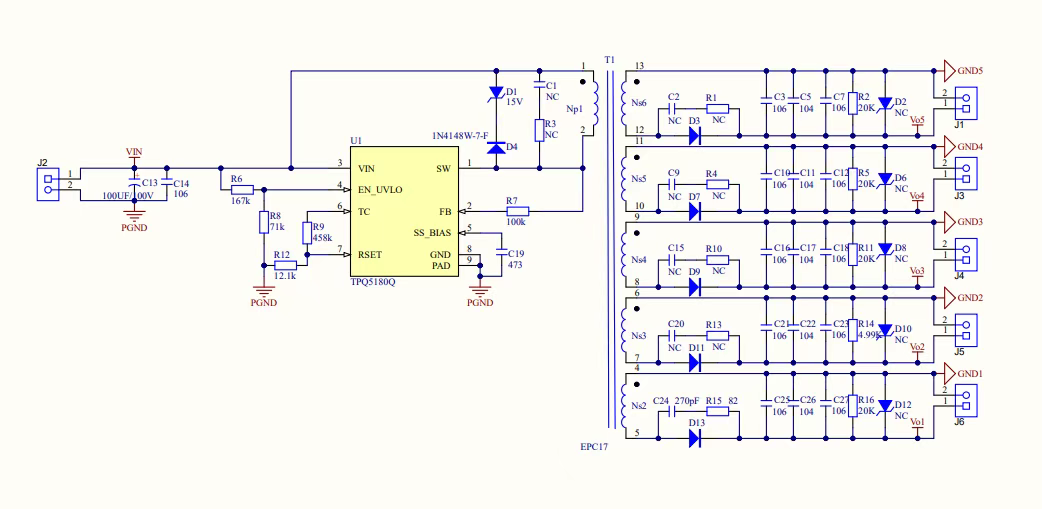 T1
1
13
GND5
D1
15V
C1
NC
Np1
Ns6
C2
NC
R1
NC
C3
106
C5
104
C7
106
R2
20K
D2
NC
2
1
J1
Vo5
R3
NC
2
12
D3
1N4148W-7-F
D4
11
GND4
J2
1
2
VIN
C13
100UF/100V
C14
106
PGND
R6
167k
R8
71k
R9
458k
R12
12.1k
PGND
U1
3
VIN
SW
1
4
EN_UVLO
6
TC
FB
2
SS_BIAS
5
7
RSET
GND
8
PAD
9
TPQ5180Q
R7
100k
C19
473
PGND
Ns5
C9
NC
R4
NC
C10
106
C11
104
C12
106
R5
20K
D6
NC
2
1
J3
Vo4
10
D7
9
GND3
Ns4
C15
NC
R10
NC
C16
106
C17
104
C18
106
R11
20K
D8
NC
2
1
J4
Vo3
8
D9
6
GND2
Ns3
C20
NC
R13
NC
C21
106
C22
104
C23
106
R14
4.99K
D10
NC
2
1
J5
Vo2
7
D11
4
GND1
Ns2
C24
270pF
R15
82
C25
106
C26
104
C27
106
R16
20K
D12
NC
2
1
J6
Vo1
5
D13
EPC17